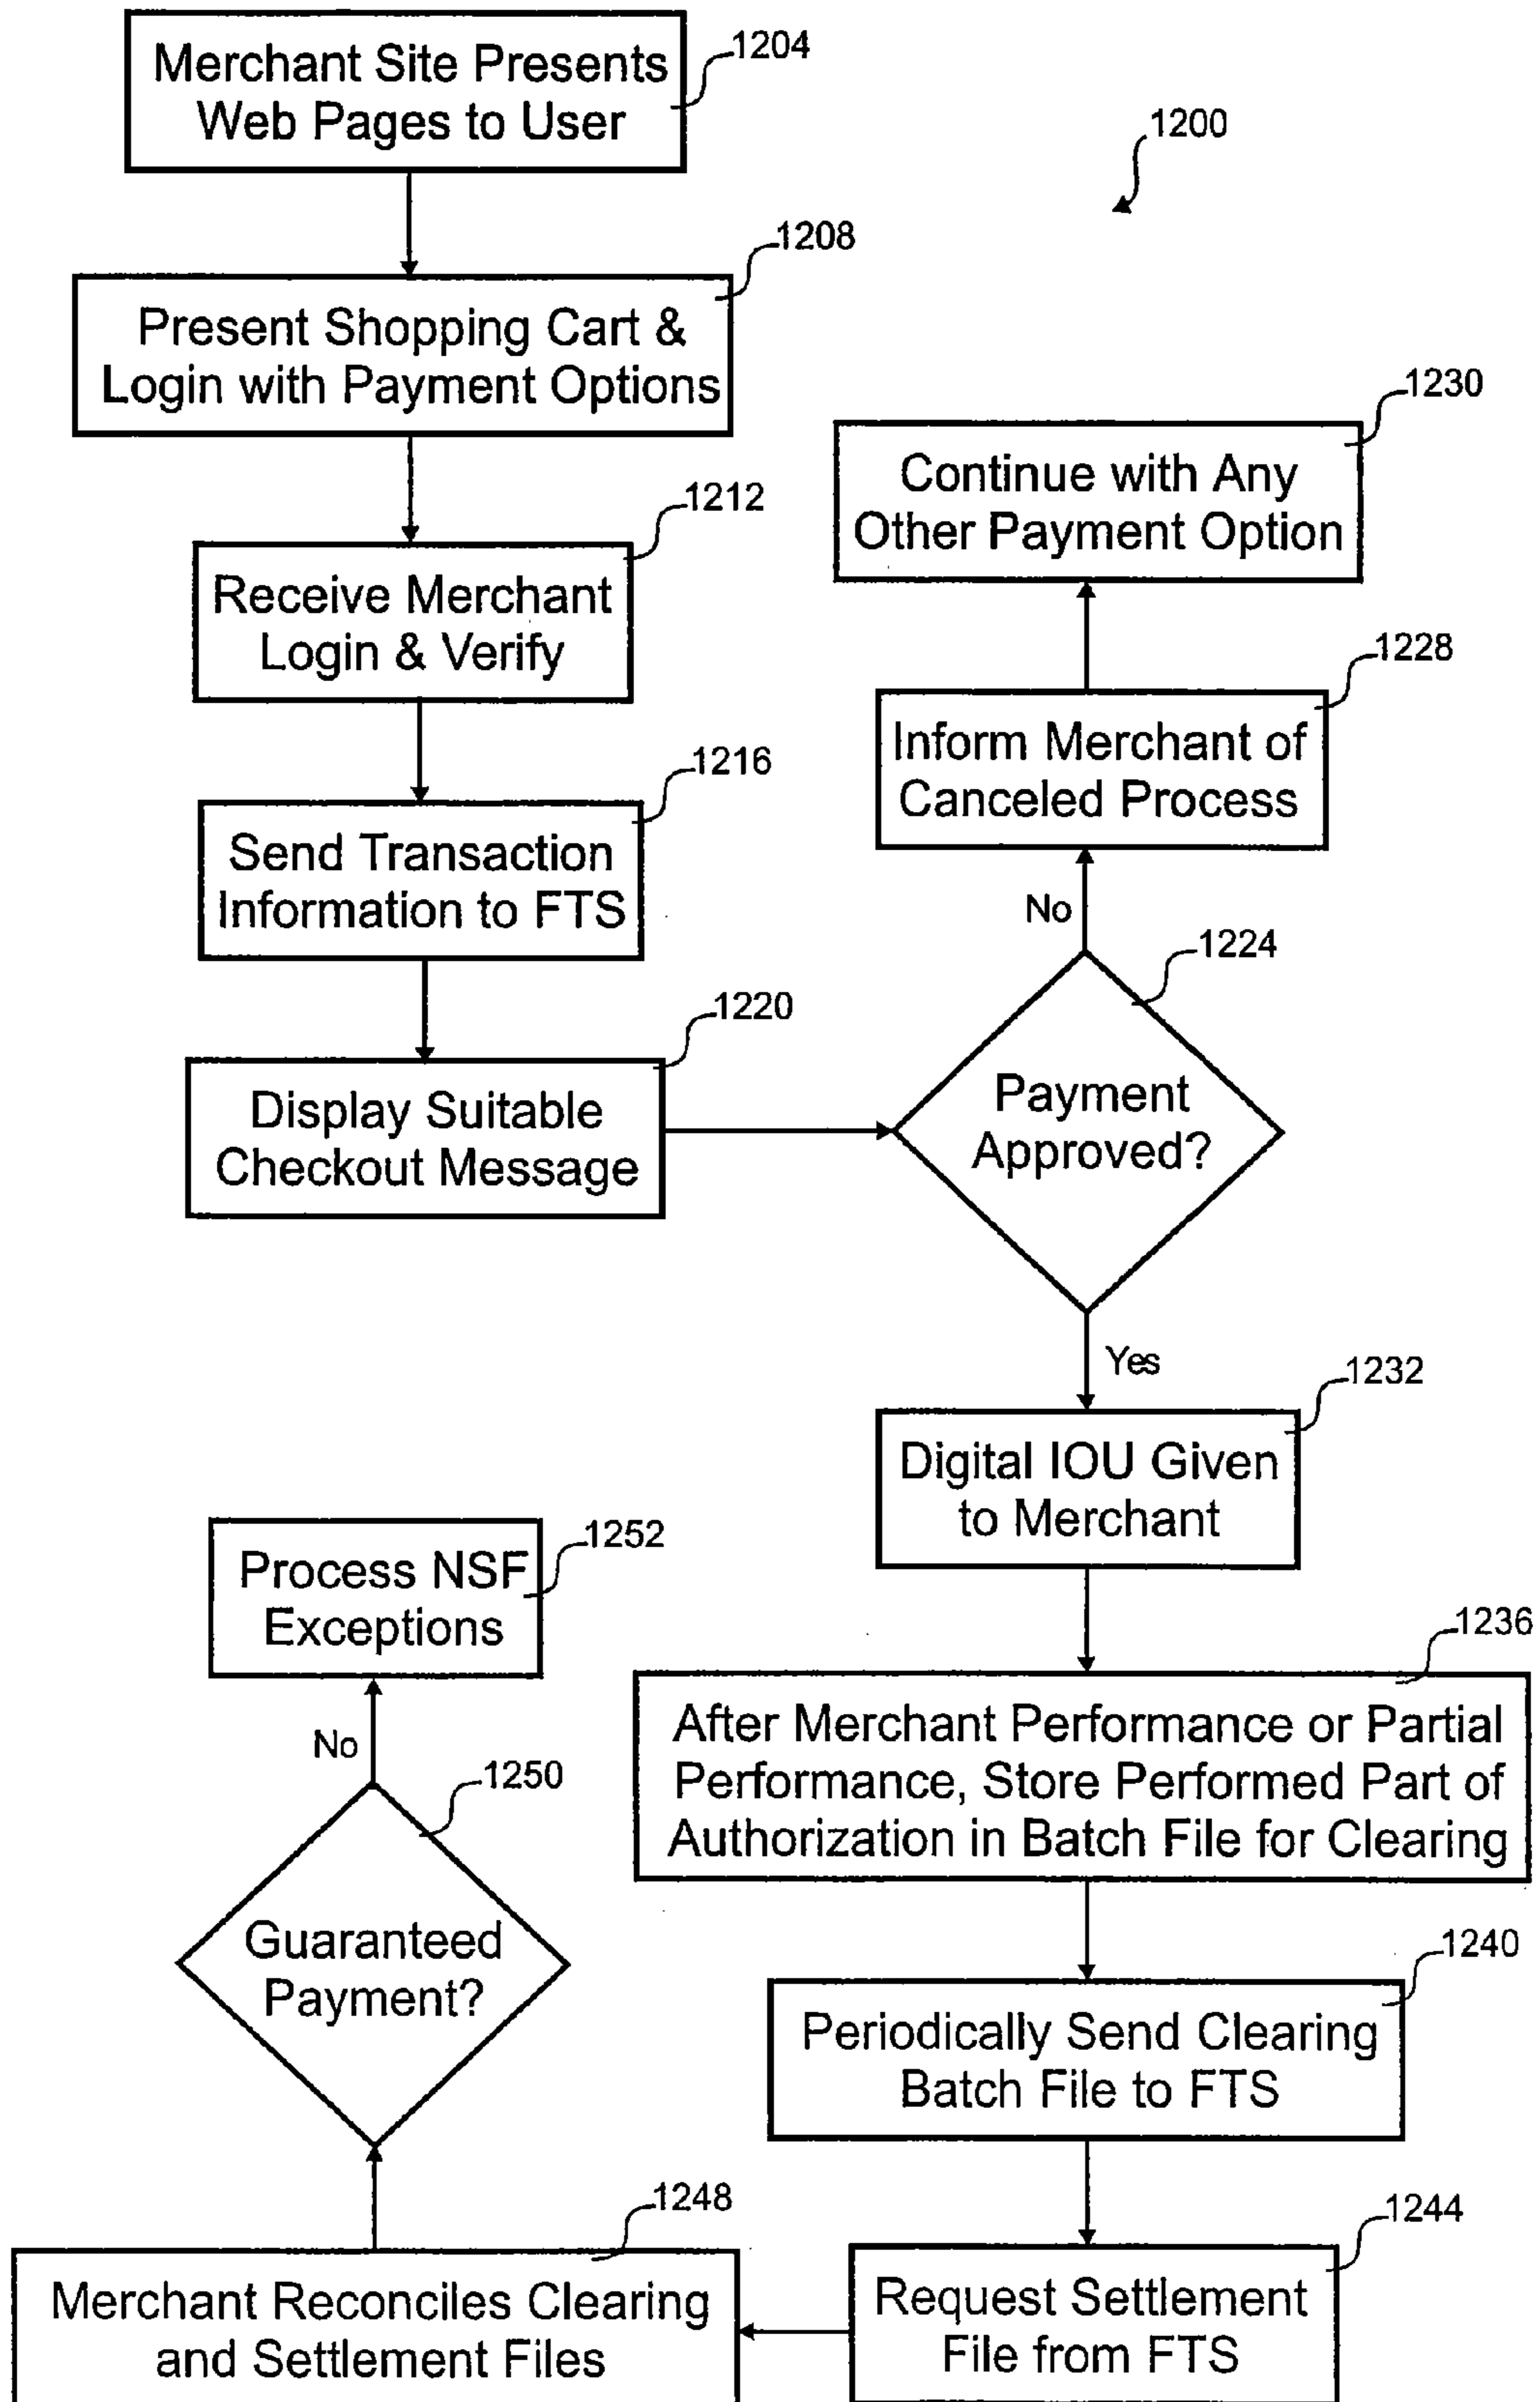 Merchant Site Presents
Web Pages to User
1204
1200
Present Shopping Cart &
Login with Payment Options
1208
Receive Merchant
Login & Verify
1212
Send Transaction
Information to FTS
1216
Display Suitable
Checkout Message
1220
Payment
Approved?
1224
No
Inform Merchant of
Canceled Process
1228
Continue with Any
Other Payment Option
1230
Yes
Digital IOU Given
to Merchant
1232
After Merchant Performance or Partial
Performance, Store Performed Part of
Authorization in Batch File for Clearing
1236
Periodically Send Clearing
Batch File to FTS
1240
Request Settlement
File from FTS
1244
Merchant Reconciles Clearing
and Settlement Files
1248
Guaranteed
Payment?
1250
No
Process NSF
Exceptions
1252